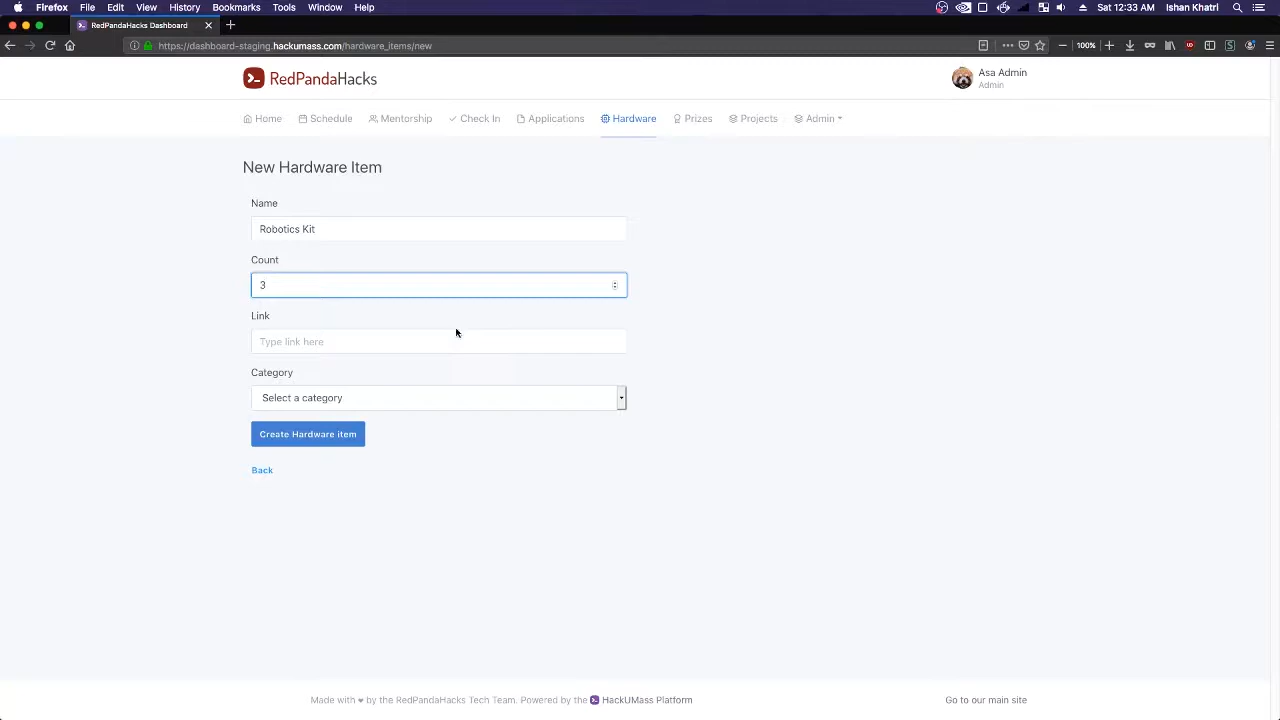 Firefox File Edit View History Bookmarks Tools Window Help Sat 12:33 AM Ishan Khatri
RedPandaHacks Dashboard
https://dashboard-staging.hackumass.com/hardware_items/new 100%
RedPandaHacks
Asa Admin
Admin
Home Schedule Mentorship Check In Applications Hardware Prizes Projects Admin
New Hardware Item
Name
Robotics Kit
Count
3
Link
Type link here
Category
Select a category
Create Hardware item
Back
Made with ♥ by the RedPandaHacks Tech Team. Powered by the HackUMass Platform
Go to our main site